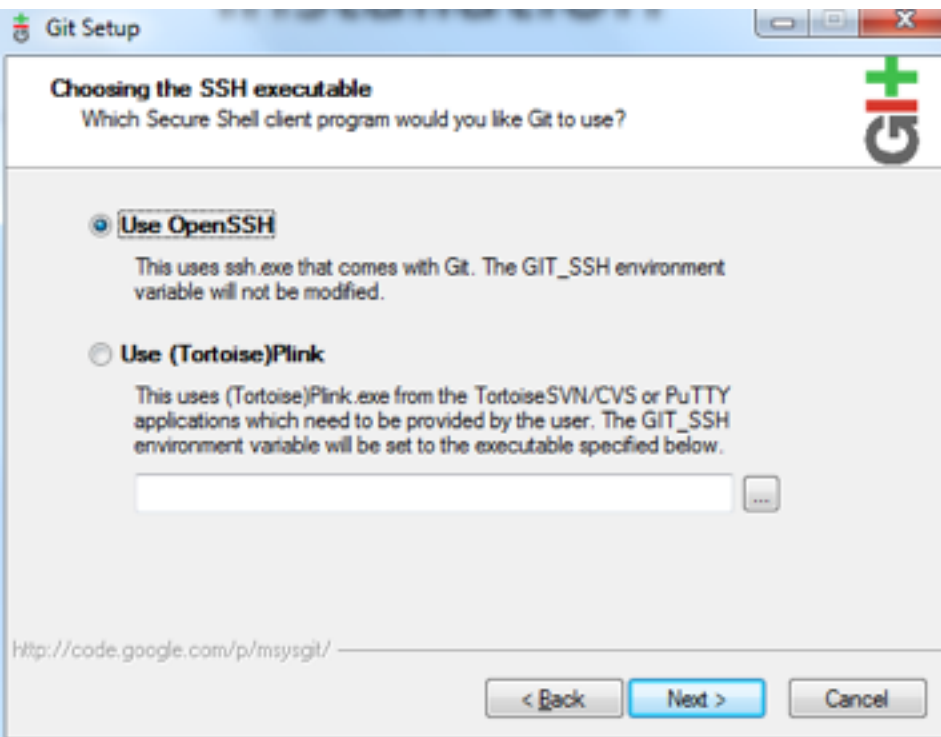 Git Setup
Choosing the SSH executable
Which Secure Shell client program would you like Git to use?
GIT
Use OpenSSH
This uses ssh.exe that comes with Git. The GIT_SSH environment
variable will not be modified.
Use (Tortoise)Plink
This uses (Tortoise)Plink.exe from the TortoiseSVN/CVS or PuTTY
applications which need to be provided by the user. The GIT_SSH
environment variable will be set to the executable specified below.
...
http://code.google.com/p/msysgit/
< Back
Next >
Cancel